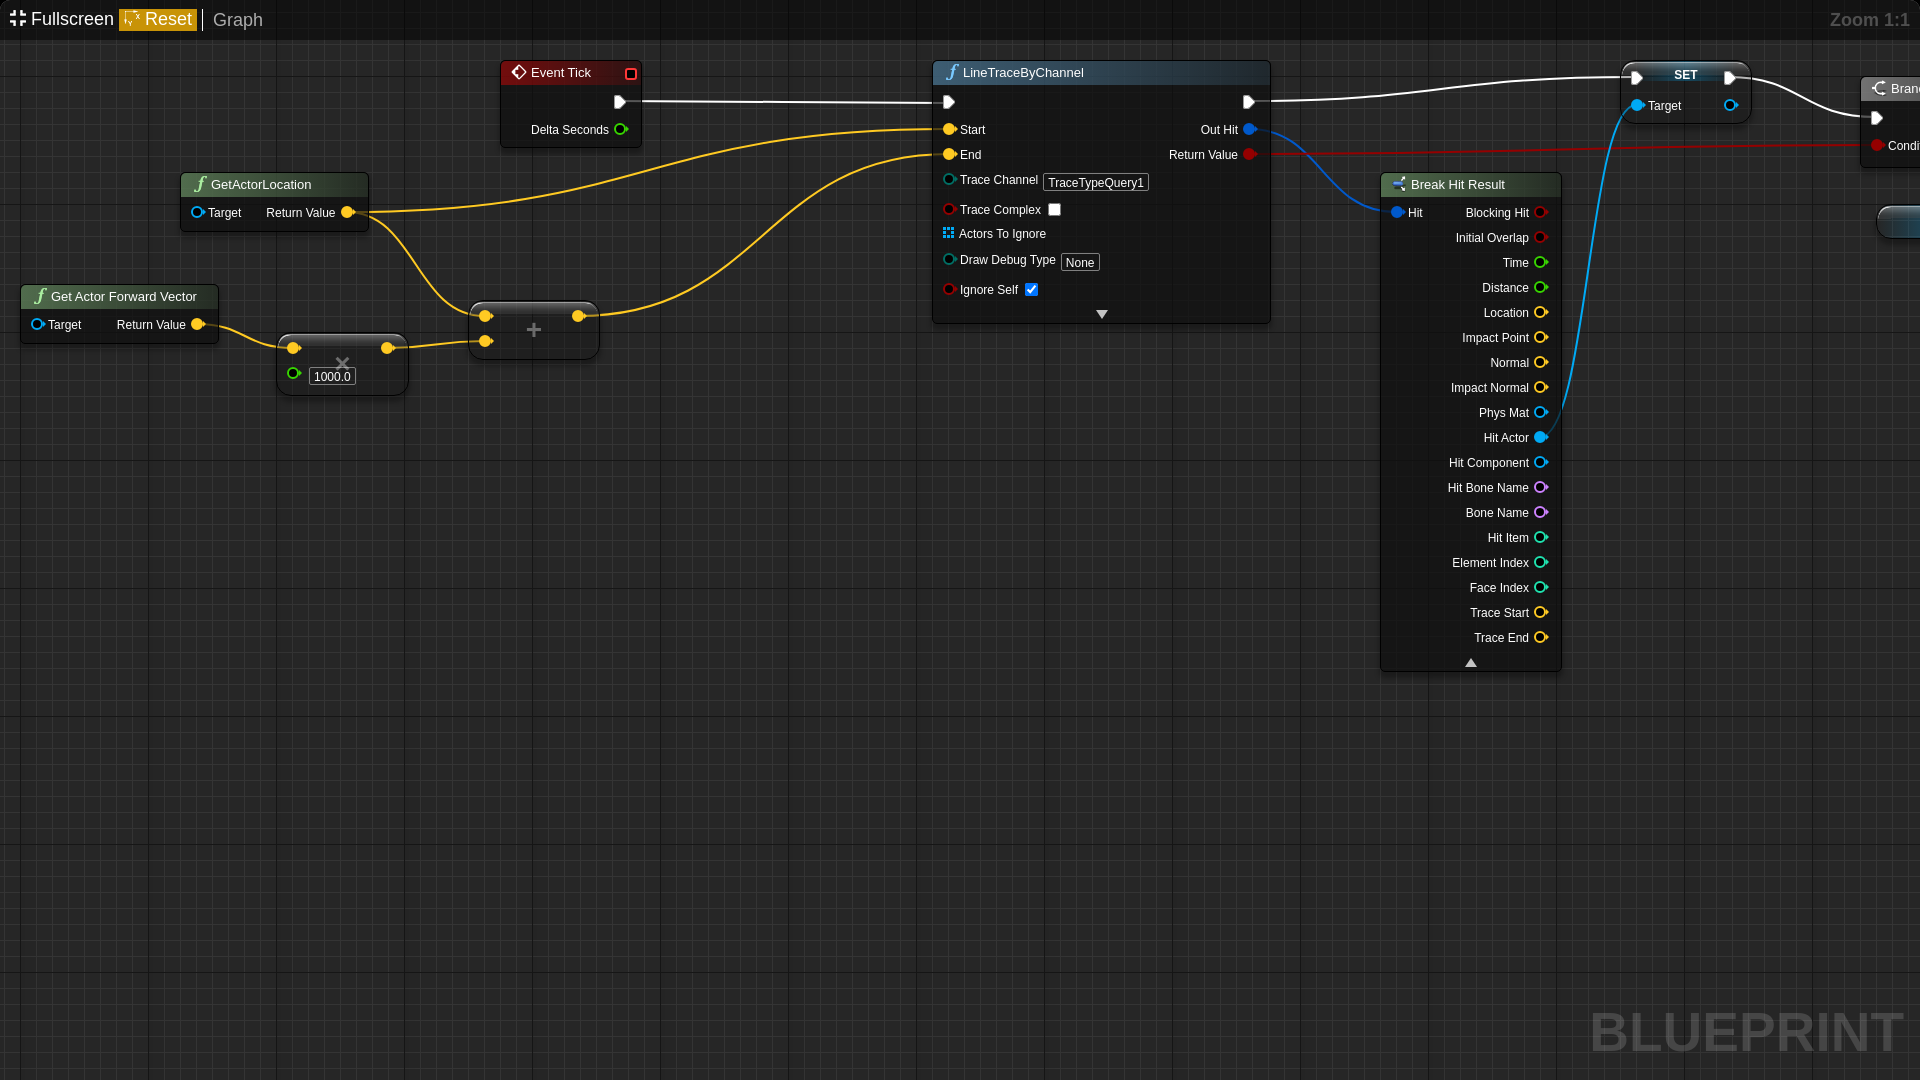 Fullscreen Reset Graph
Zoom 1:1
Event Tick
Delta Seconds
GetActorLocation
Target Return Value
Get Actor Forward Vector
Target Return Value
1000.0
LineTraceByChannel
Start Out Hit
End Return Value
Trace Channel TraceTypeQuery1
Trace Complex
Actors To Ignore
Draw Debug Type None
Ignore Self
Break Hit Result
Hit Blocking Hit
Initial Overlap
Time
Distance
Location
Impact Point
Normal
Impact Normal
Phys Mat
Hit Actor
Hit Component
Hit Bone Name
Bone Name
Hit Item
Element Index
Face Index
Trace Start
Trace End
SET
Target
Bran
Condi
BLUEPRINT